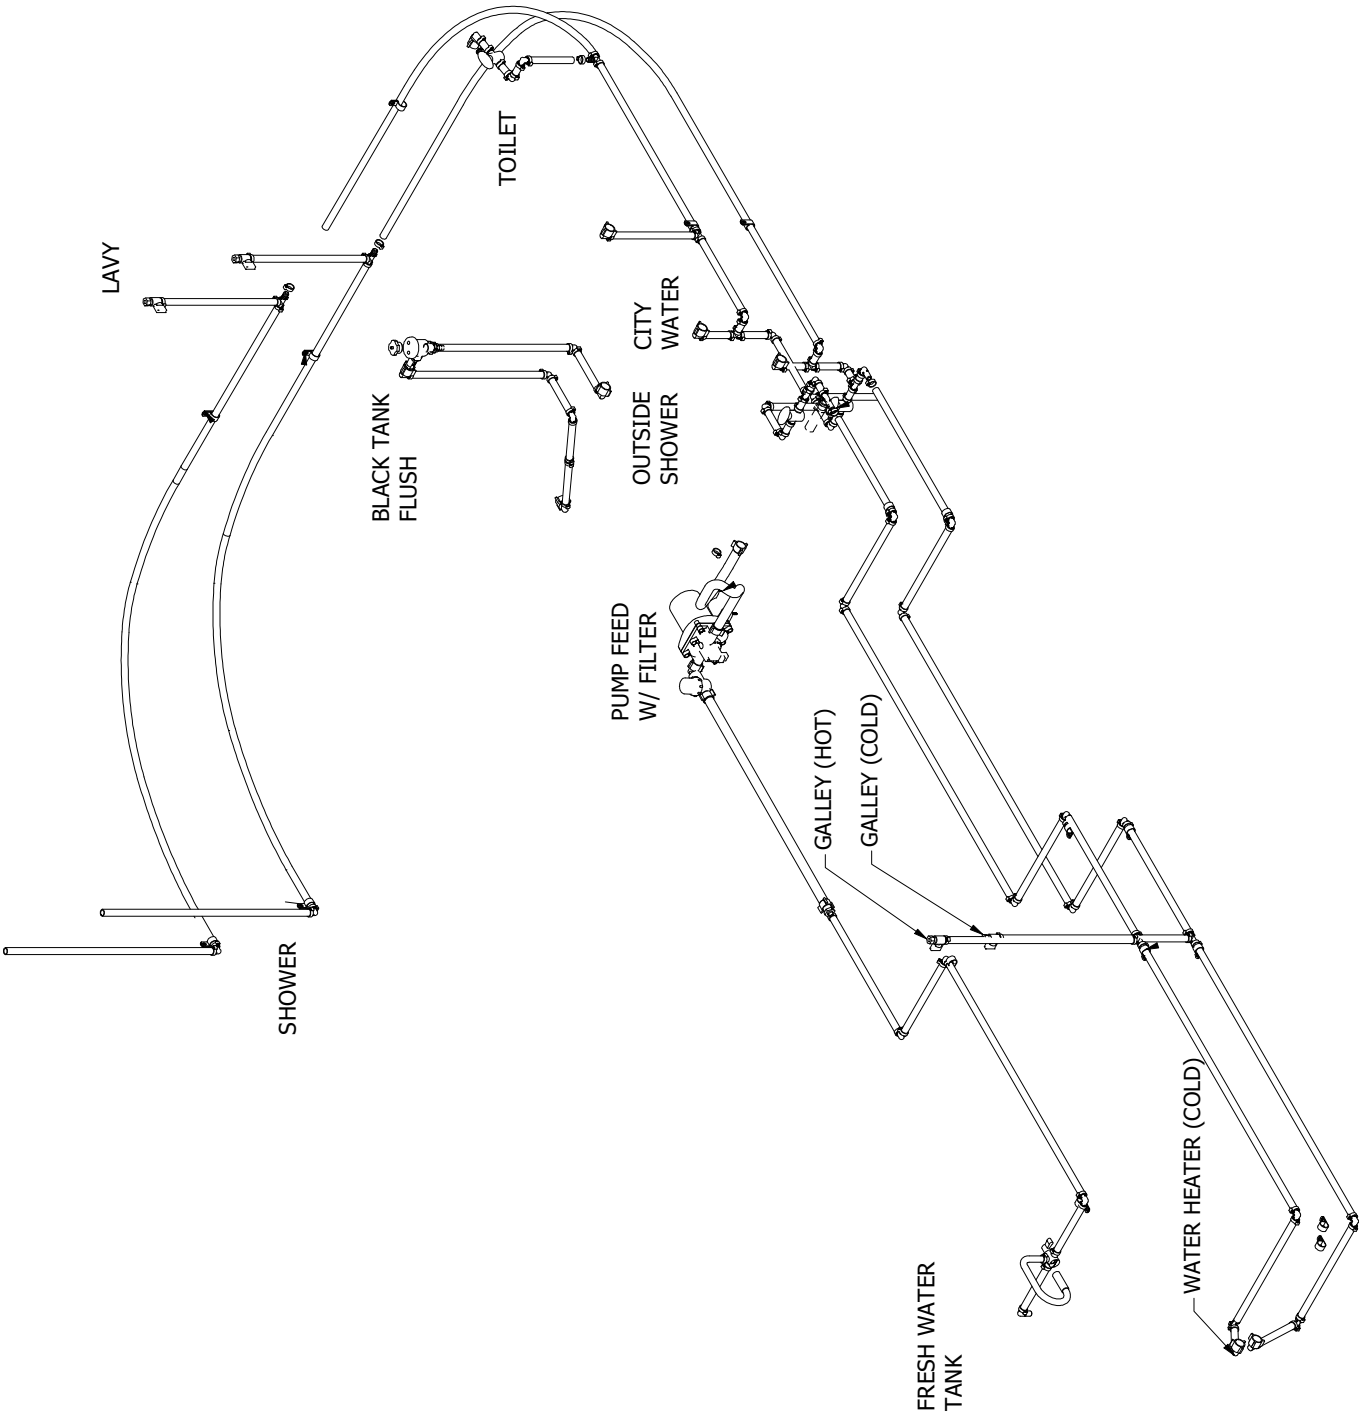 LAVY
TOILET
BLACK TANK
FLUSH
CITY
WATER
OUTSIDE
SHOWER
PUMP FEED
W/ FILTER
GALLEY (HOT)
GALLEY (COLD)
SHOWER
WATER HEATER (COLD)
FRESH WATER
TANK